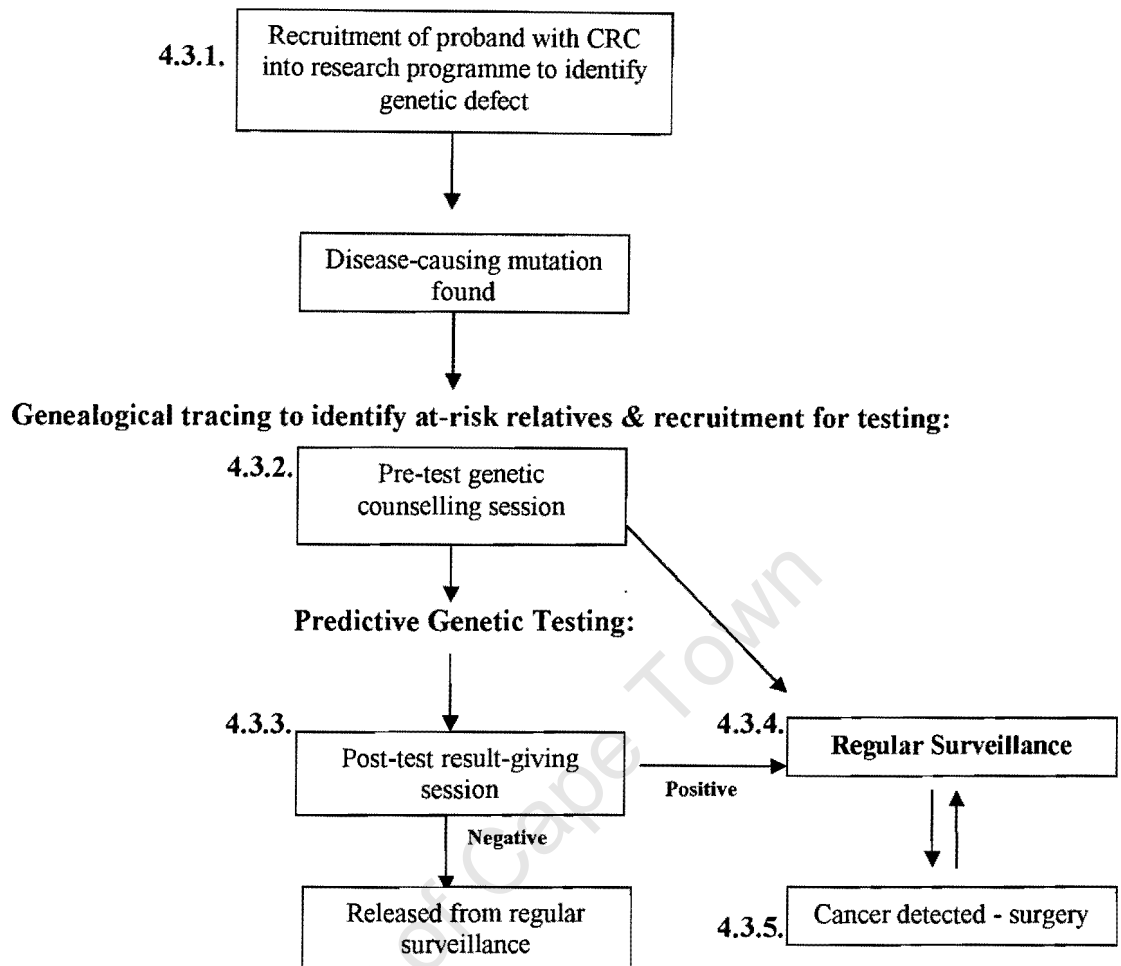 4.3.1.
Recruitment of proband with CRC
into research programme to identify
genetic defect
Disease-causing mutation
found
Genealogical tracing to identify at-risk relatives & recruitment for testing:
4.3.2.
Pre-test genetic
counselling session
Predictive Genetic Testing:
4.3.3.
Post-test result-giving
session
Positive
4.3.4.
Regular Surveillance
Negative
Released from regular
surveillance
4.3.5.
Cancer detected - surgery
of Cape Town